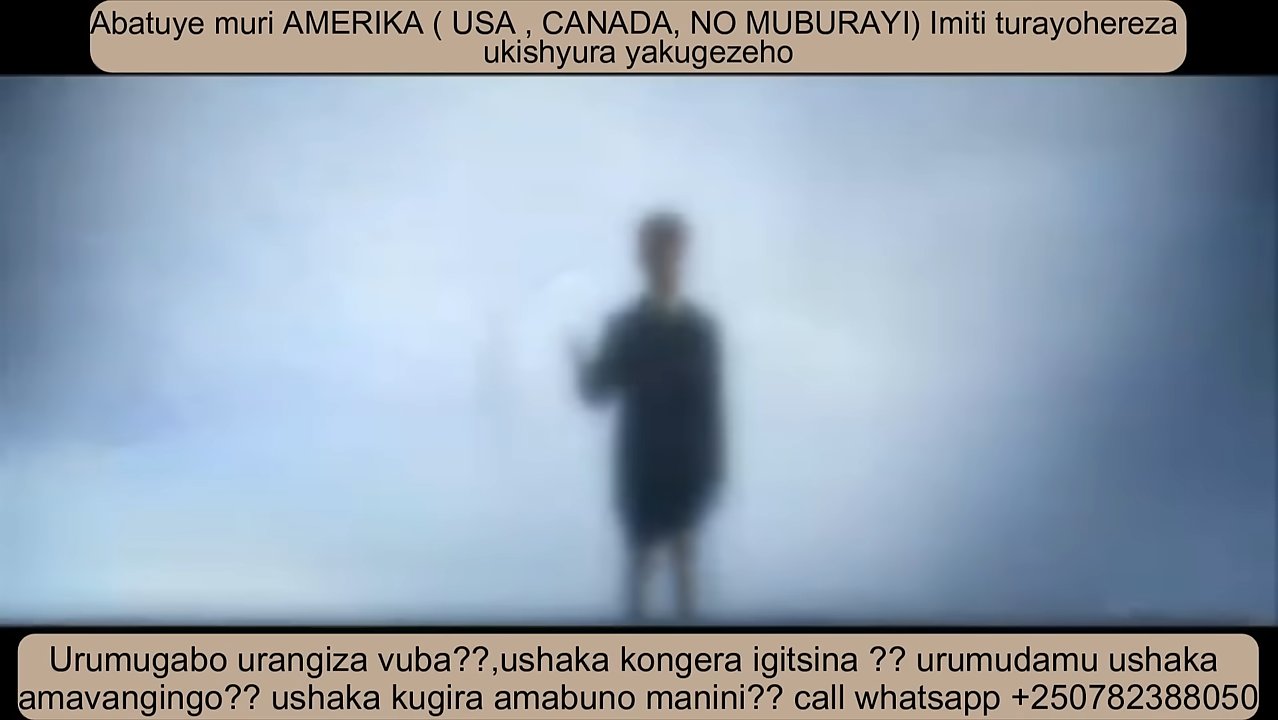 Abatuye muri AMERIKA ( USA , CANADA, NO MUBURAYI) Imiti turayohereza
ukishyura yakugezeho
Urumugabo urangiza vuba??,ushaka kongera igitsina ?? urumudamu ushaka
amavangingo?? ushaka kugira amabuno manini?? call whatsapp +250782388050